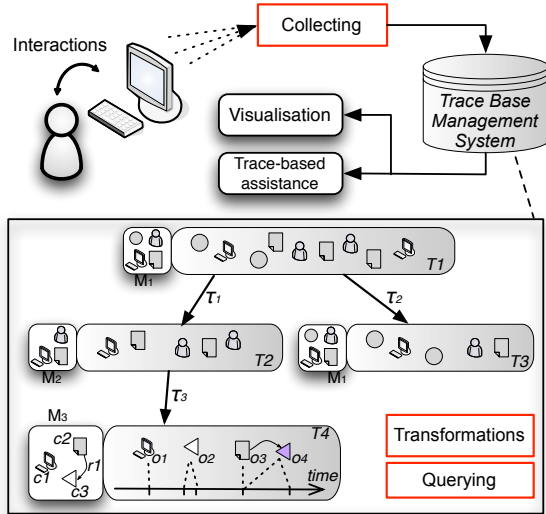 Collecting
Interactions
Trace Base
Management
System
Visualisation
Trace-based
assistance
M1
T1
τ1
τ2
M2
T2
M1
T3
τ3
M3
T4
c2
r1
c1
c3
o1
o2
o3
o4
time
Transformations
Querying